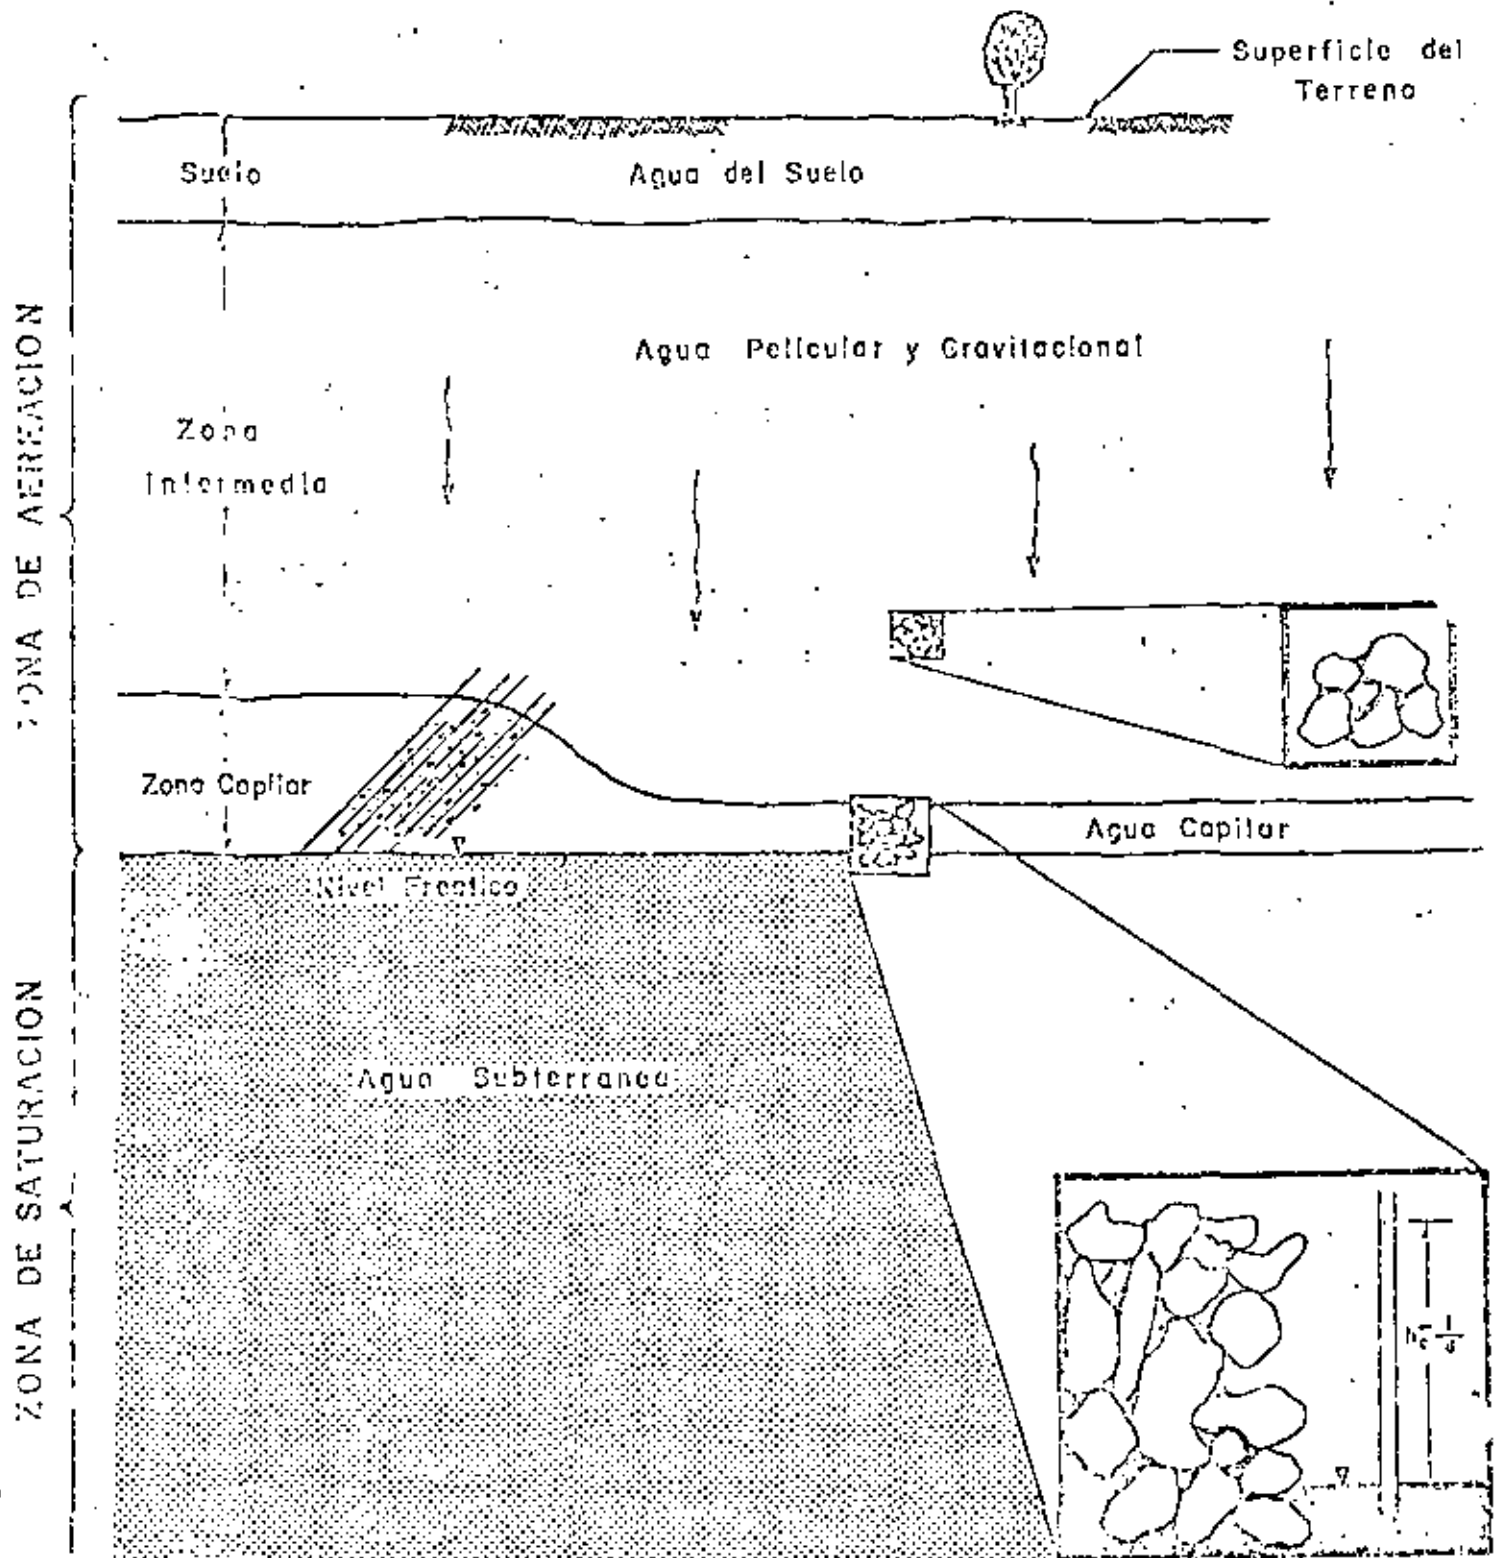 Superficie del
Terreno
Suelo
Agua del Suelo
ZONA DE AEREACION
Agua Pelicular y Gravitacional
Zona
Intermedia
Zona Capilar
Agua Capilar
Nivel Freatico
Agua Subterranea
ZONA DE SATURACION